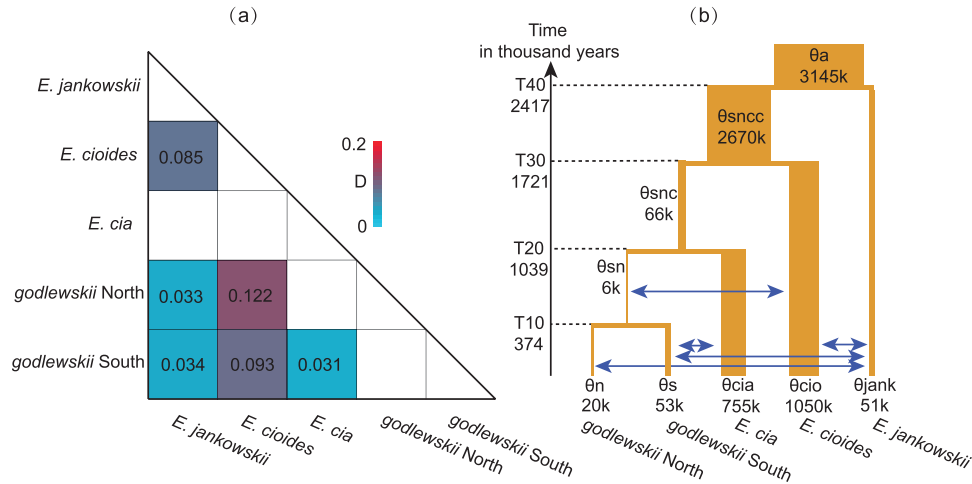 (a)
E. jankowskii
E. cioides
E. cia
godlewskii North
godlewskii South
0.085
0.033
0.122
0.034
0.093
0.031
0.2
D
0
E. jankowskii
E. cioides
E. cia
godlewskii North
godlewskii South
(b)
Time
in thousand years
T40
2417
T30
1721
T20
1039
T10
374
θa
3145k
θsncc
2670k
θsnc
66k
θsn
6k
θn
20k
θs
53k
θcia
755k
θcio
1050k
θjank
51k
godlewskii North
godlewskii South
E. cia
E. cioides
E. jankowskii